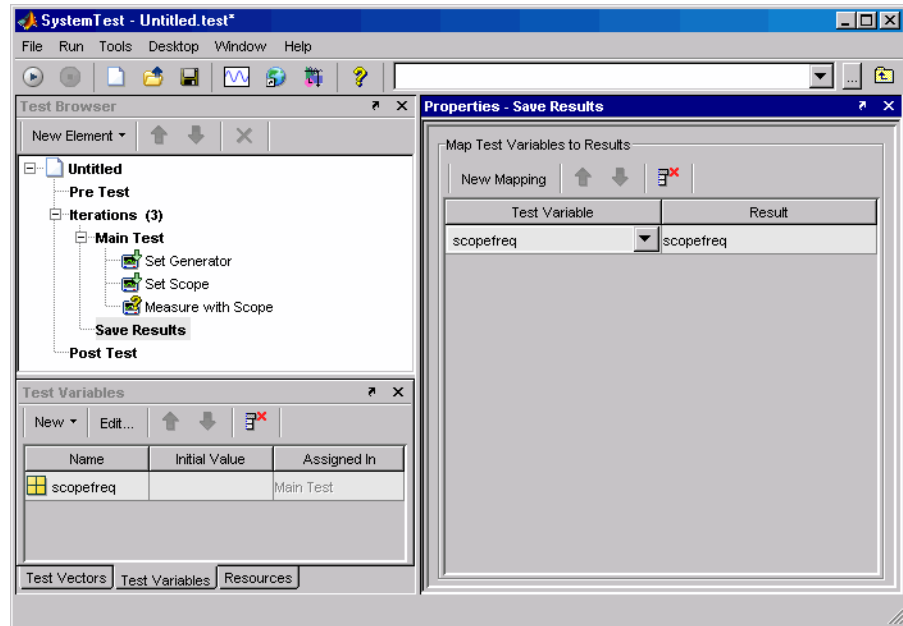 SystemTest - Untitled.test*
File Run Tools Desktop Window Help
...
Test Browser
New Element
Untitled
Pre Test
Iterations (3)
Main Test
Set Generator
Set Scope
Measure with Scope
Save Results
Post Test
Test Variables
New Edit...
Name Initial Value Assigned In
scopefreq Main Test
Test Vectors Test Variables Resources
Properties - Save Results
Map Test Variables to Results
New Mapping
Test Variable Result
scopefreq scopefreq